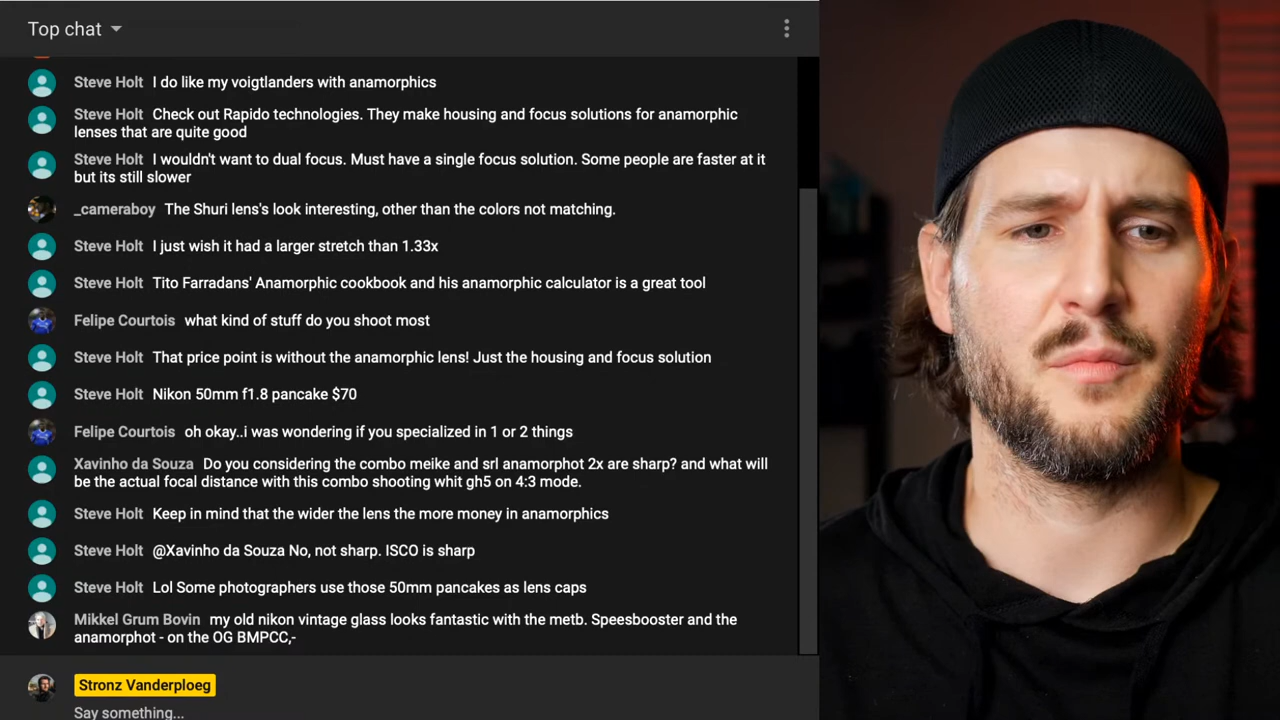 Top chat
Steve Holt I do like my voigtlanders with anamorphics
Steve Holt Check out Rapido technologies. They make housing and focus solutions for anamorphic
lenses that are quite good
Steve Holt I wouldn't want to dual focus. Must have a single focus solution. Some people are faster at it
but its still slower
_cameraboy The Shuri lens's look interesting, other than the colors not matching.
Steve Holt I just wish it had a larger stretch than 1.33x
Steve Holt Tito Farradans' Anamorphic cookbook and his anamorphic calculator is a great tool
Felipe Courtois what kind of stuff do you shoot most
Steve Holt That price point is without the anamorphic lens! Just the housing and focus solution
Steve Holt Nikon 50mm f1.8 pancake $70
Felipe Courtois oh okay..i was wondering if you specialized in 1 or 2 things
Xavinho da Souza Do you considering the combo meike and srl anamorphot 2x are sharp? and what will
be the actual focal distance with this combo shooting whit gh5 on 4:3 mode.
Steve Holt Keep in mind that the wider the lens the more money in anamorphics
Steve Holt @Xavinho da Souza No, not sharp. ISCO is sharp
Steve Holt Lol Some photographers use those 50mm pancakes as lens caps
Mikkel Grum Bovin my old nikon vintage glass looks fantastic with the metb. Speesbooster and the
anamorphot - on the OG BMPCC,-
Stronz Vanderploeg
Say something...